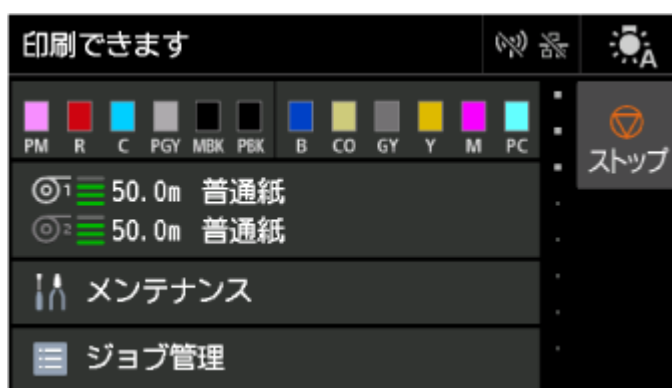 印刷できます
A
PM R C PGY MBK PBK B CO GY Y M PC
ストップ
1 50.0m 普通紙
2 50.0m 普通紙
メンテナンス
ジョブ管理